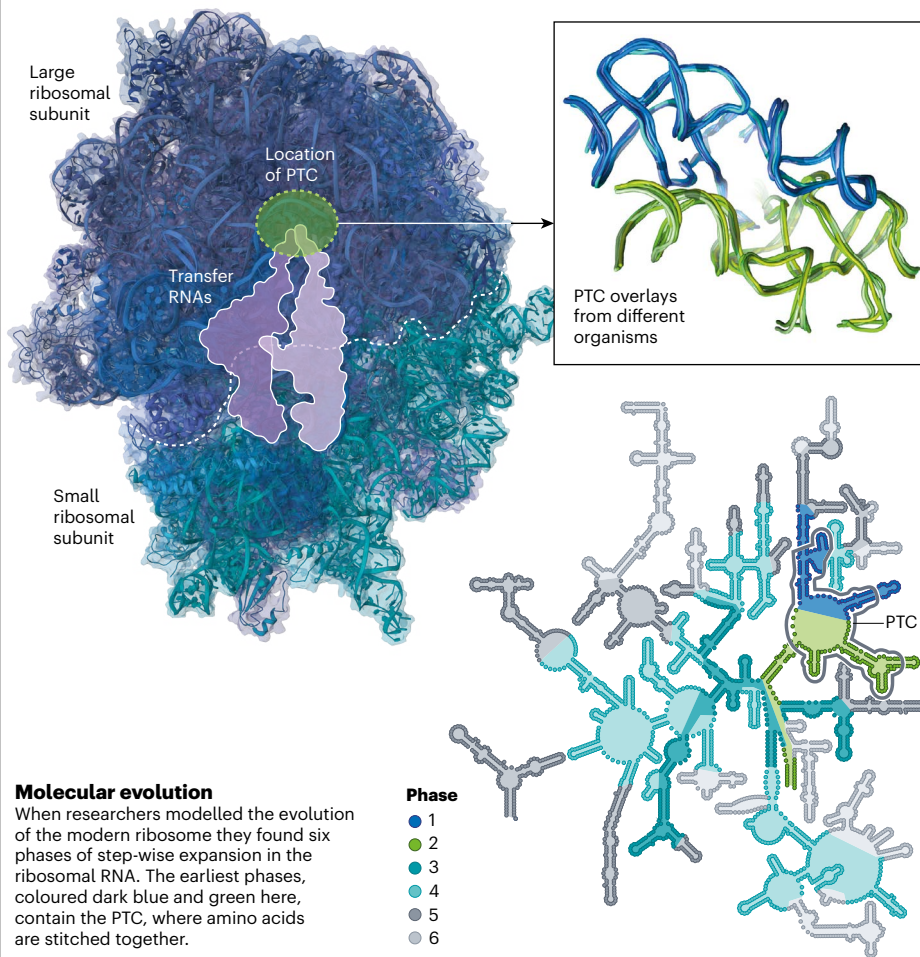 Large
ribosomal
subunit
Location
of PTC
Transfer
RNAs
PTC overlays
from different
organisms
Small
ribosomal
subunit
PTC
Molecular evolution
When researchers modelled the evolution
of the modern ribosome they found six
phases of step-wise expansion in the
ribosomal RNA. The earliest phases,
coloured dark blue and green here,
contain the PTC, where amino acids
are stitched together.
Phase
1
2
3
4
5
6